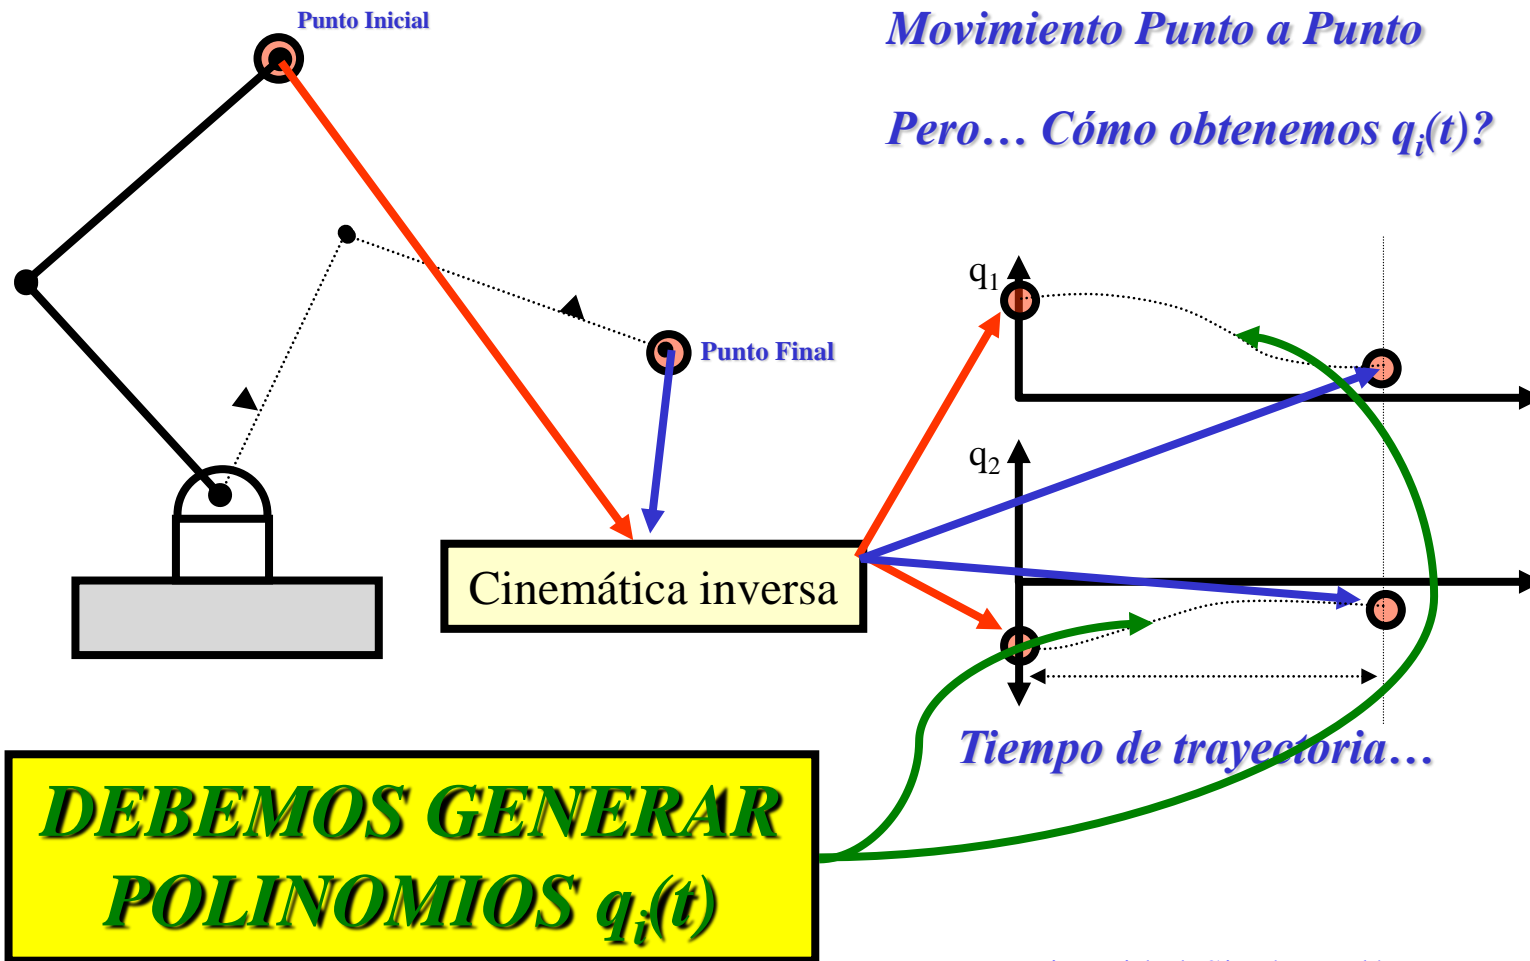 Punto Inicial
Movimiento Punto a Punto
Pero… Cómo obtenemos qi(t)?
q1
Punto Final
q2
Cinemática inversa
Tiempo de trayectoria…
DEBEMOS GENERAR
POLINOMIOS qi(t)